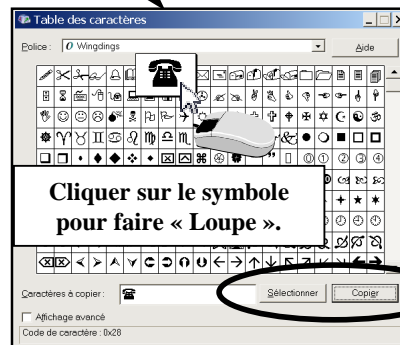 Table des caractères
Police : Wingdings Aide
Cliquer sur le symbole
pour faire « Loupe ».
Caractères à copier : ☎ Sélectionner Copier
Affichage avancé
Code de caractère : 0x28